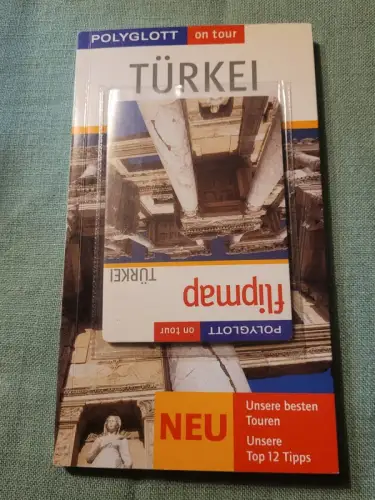 POLYGLOTT on tour
TÜRKEI
TÜRKEI
flipmap
POLYGLOTT on tour
NEU
Unsere besten
Touren
Unsere
Top 12 Tipps